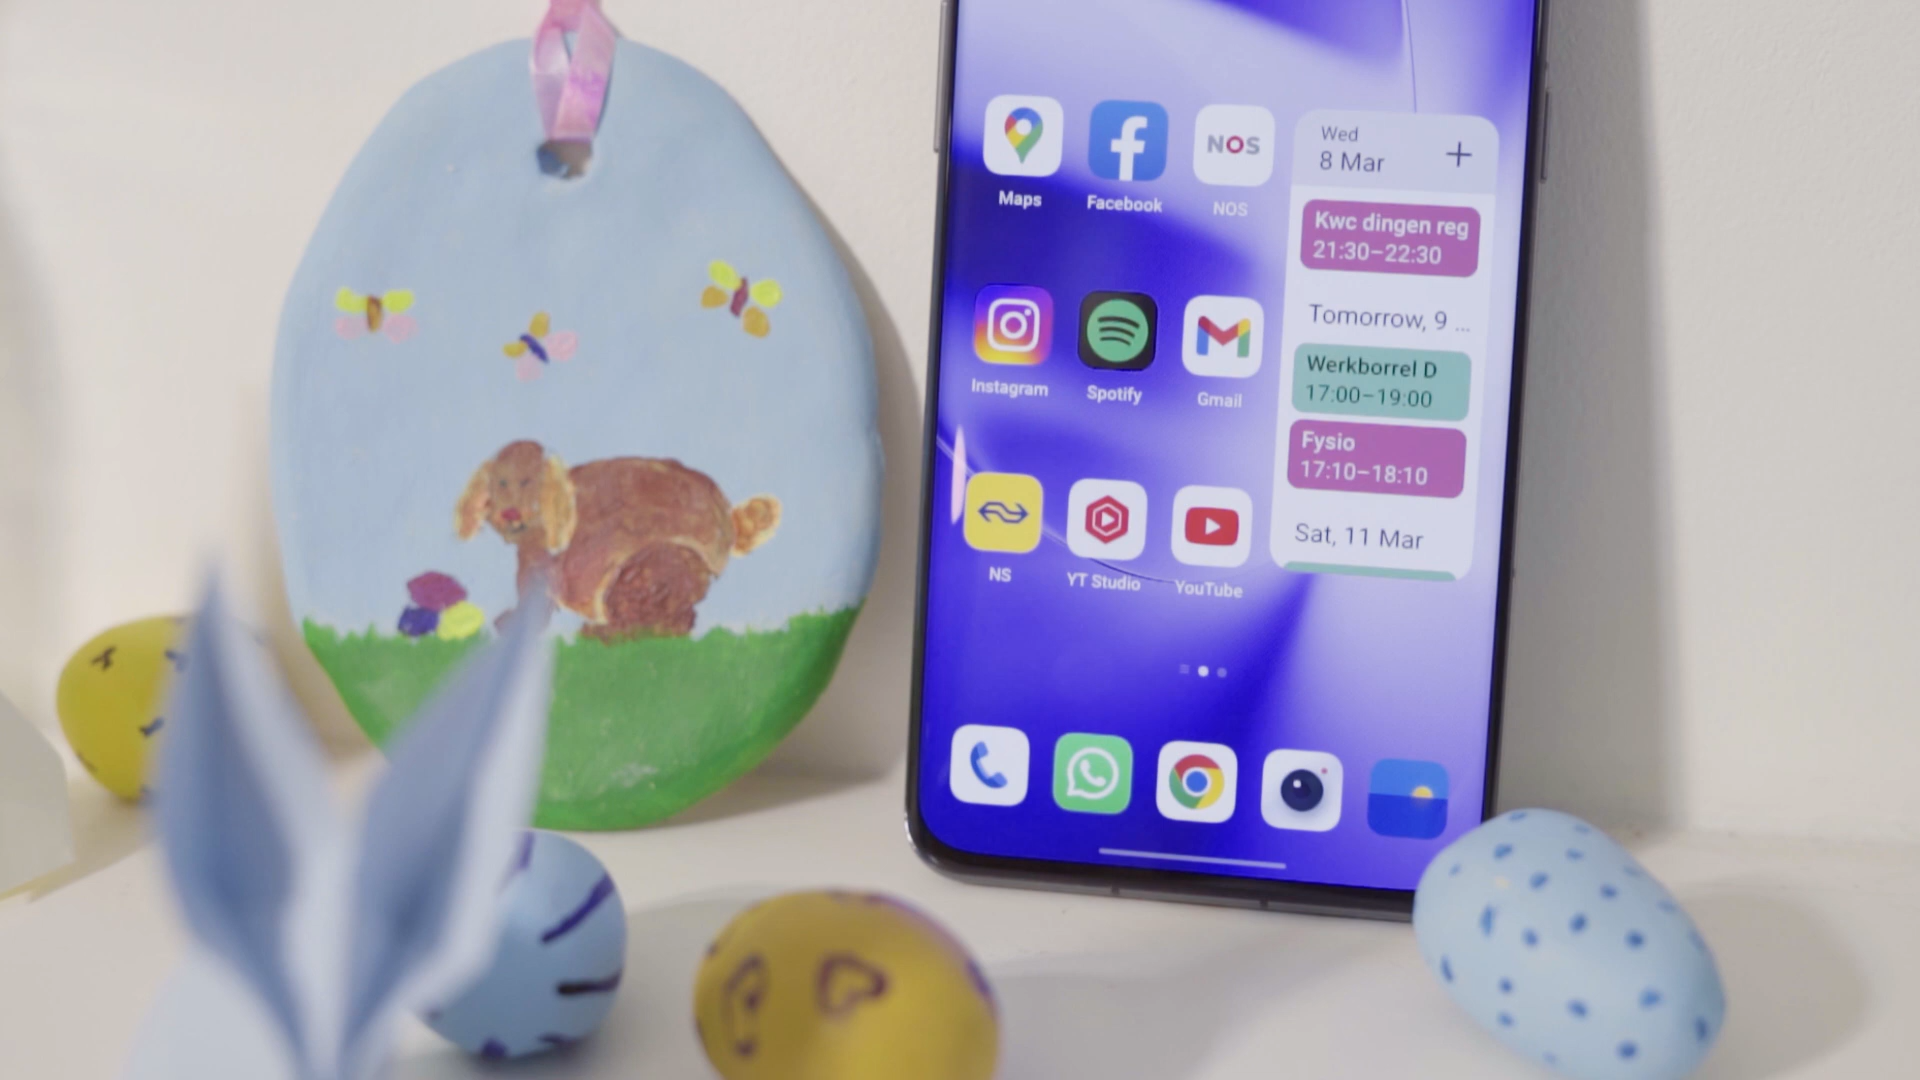 Maps
Facebook
NOS
NOS
Instagram
Spotify
Gmail
NS
YT Studio
YouTube
Wed
8 Mar
Kwc dingen reg
21:30–22:30
Tomorrow, 9 ...
Werkborrel D
17:00–19:00
Fysio
17:10–18:10
Sat, 11 Mar